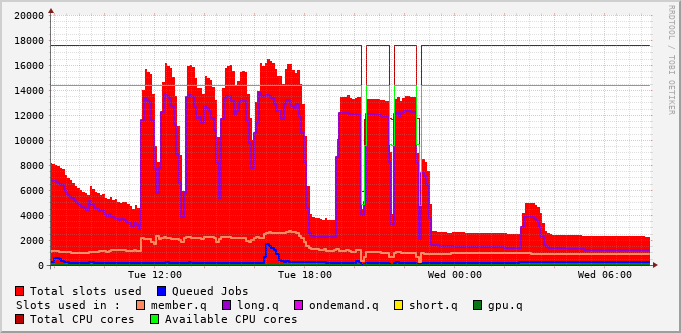 20000
18000
16000
14000
12000
10000
8000
6000
4000
2000
0
Tue 12:00 Tue 18:00 Wed 00:00 Wed 06:00
RRDTOOL / TOBI OETIKER
Total slots used Queued Jobs
Slots used in : member.q long.q ondemand.q short.q gpu.q
Total CPU cores Available CPU cores